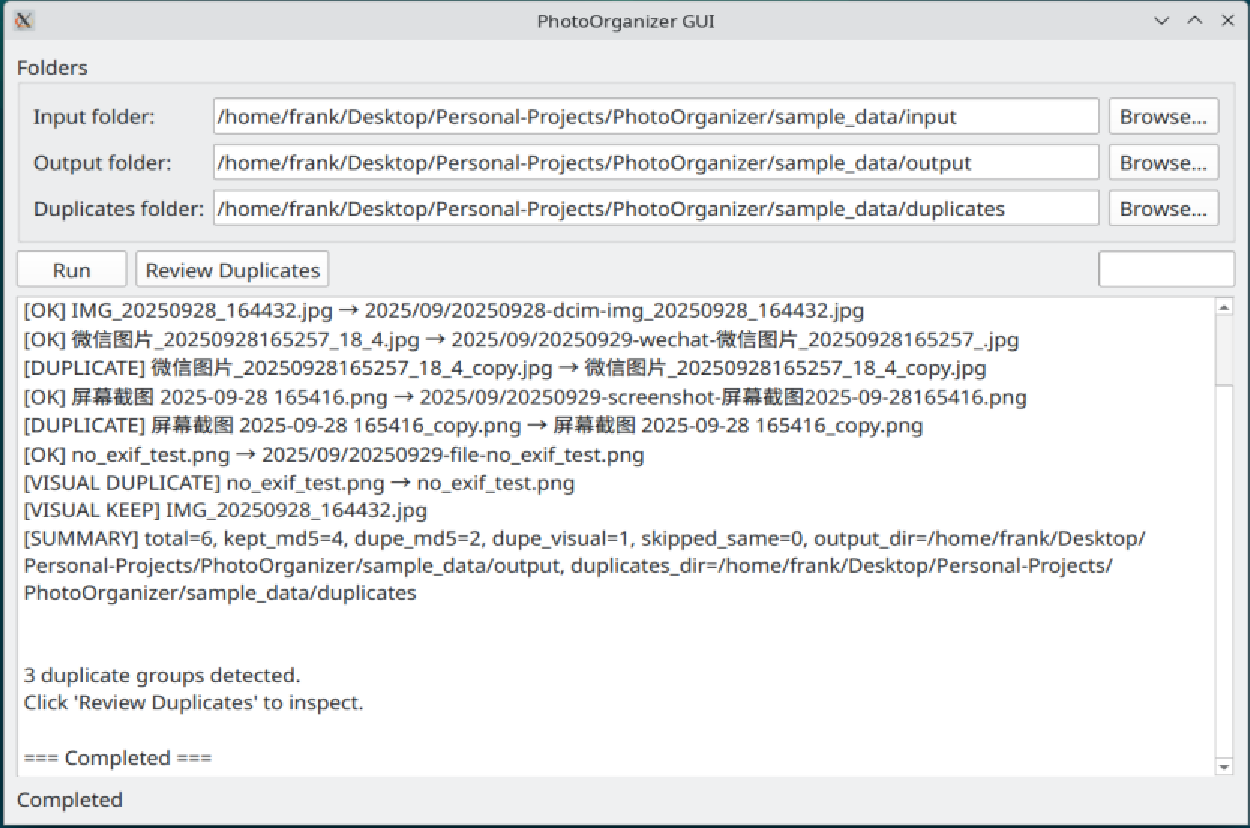 PhotoOrganizer GUI
Folders
Input folder: /home/frank/Desktop/Personal-Projects/PhotoOrganizer/sample_data/input Browse...
Output folder: /home/frank/Desktop/Personal-Projects/PhotoOrganizer/sample_data/output Browse...
Duplicates folder: /home/frank/Desktop/Personal-Projects/PhotoOrganizer/sample_data/duplicates Browse...
Run Review Duplicates
[OK] IMG_20250928_164432.jpg → 2025/09/20250928-dcim-img_20250928_164432.jpg
[OK] 微信图片_20250928165257_18_4.jpg → 2025/09/20250929-wechat-微信图片_20250928165257_.jpg
[DUPLICATE] 微信图片_20250928165257_18_4_copy.jpg → 微信图片_20250928165257_18_4_copy.jpg
[OK] 屏幕截图 2025-09-28 165416.png → 2025/09/20250929-screenshot-屏幕截图2025-09-28165416.png
[DUPLICATE] 屏幕截图 2025-09-28 165416_copy.png → 屏幕截图 2025-09-28 165416_copy.png
[OK] no_exif_test.png → 2025/09/20250929-file-no_exif_test.png
[VISUAL DUPLICATE] no_exif_test.png → no_exif_test.png
[VISUAL KEEP] IMG_20250928_164432.jpg
[SUMMARY] total=6, kept_md5=4, dupe_md5=2, dupe_visual=1, skipped_same=0, output_dir=/home/frank/Desktop/
Personal-Projects/PhotoOrganizer/sample_data/output, duplicates_dir=/home/frank/Desktop/Personal-Projects/
PhotoOrganizer/sample_data/duplicates
3 duplicate groups detected.
Click 'Review Duplicates' to inspect.
=== Completed ===
Completed